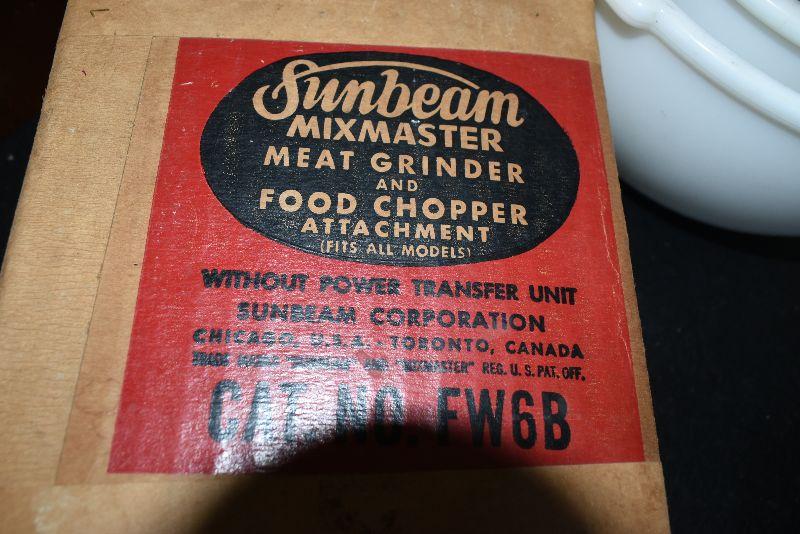 Sunbeam
MIXMASTER
MEAT GRINDER
AND
FOOD CHOPPER
ATTACHMENT
(FITS ALL MODELS)
WITHOUT POWER TRANSFER UNIT
SUNBEAM CORPORATION
CHICAGO, U.S.A. - TORONTO, CANADA
TRADE MARKS "SUNBEAM" AND "MIXMASTER" REG. U. S. PAT. OFF.
CAT. NO. FW6B